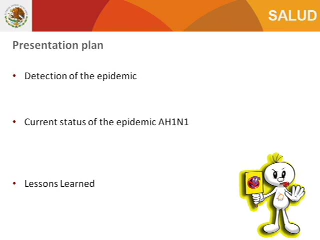 SALUD
Presentation plan
• Detection of the epidemic
• Current status of the epidemic AH1N1
• Lessons Learned